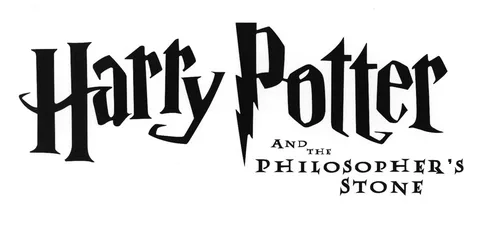 Harry Potter
AND
THE
PHILOSOPHER'S
STONE